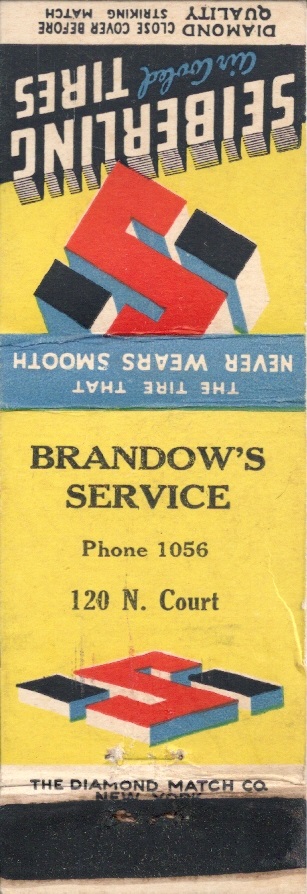 DIAMOND
QUALITY
CLOSE COVER BEFORE
STRIKING MATCH
SEIBERLING
air Cooled
TIRES
THE TIRE THAT
NEVER WEARS SMOOTH
BRANDOW'S
SERVICE
Phone 1056
120 N. Court
THE DIAMOND MATCH CO.
NEW YORK